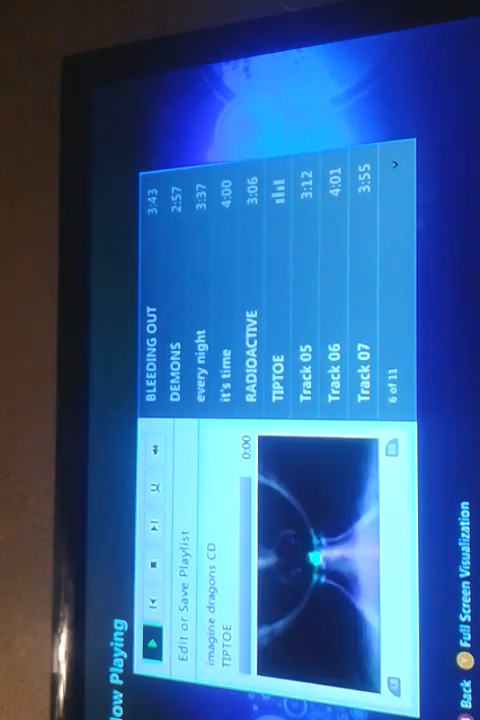 Now Playing
Edit or Save Playlist
imagine dragons CD
TIPTOE
0:00
BLEEDING OUT 3:43
DEMONS 2:57
every night 3:37
it's time 4:00
RADIOACTIVE 3:06
TIPTOE
Track 05 3:12
Track 06 4:01
Track 07 3:55
6 of 11
Back Y Full Screen Visualization